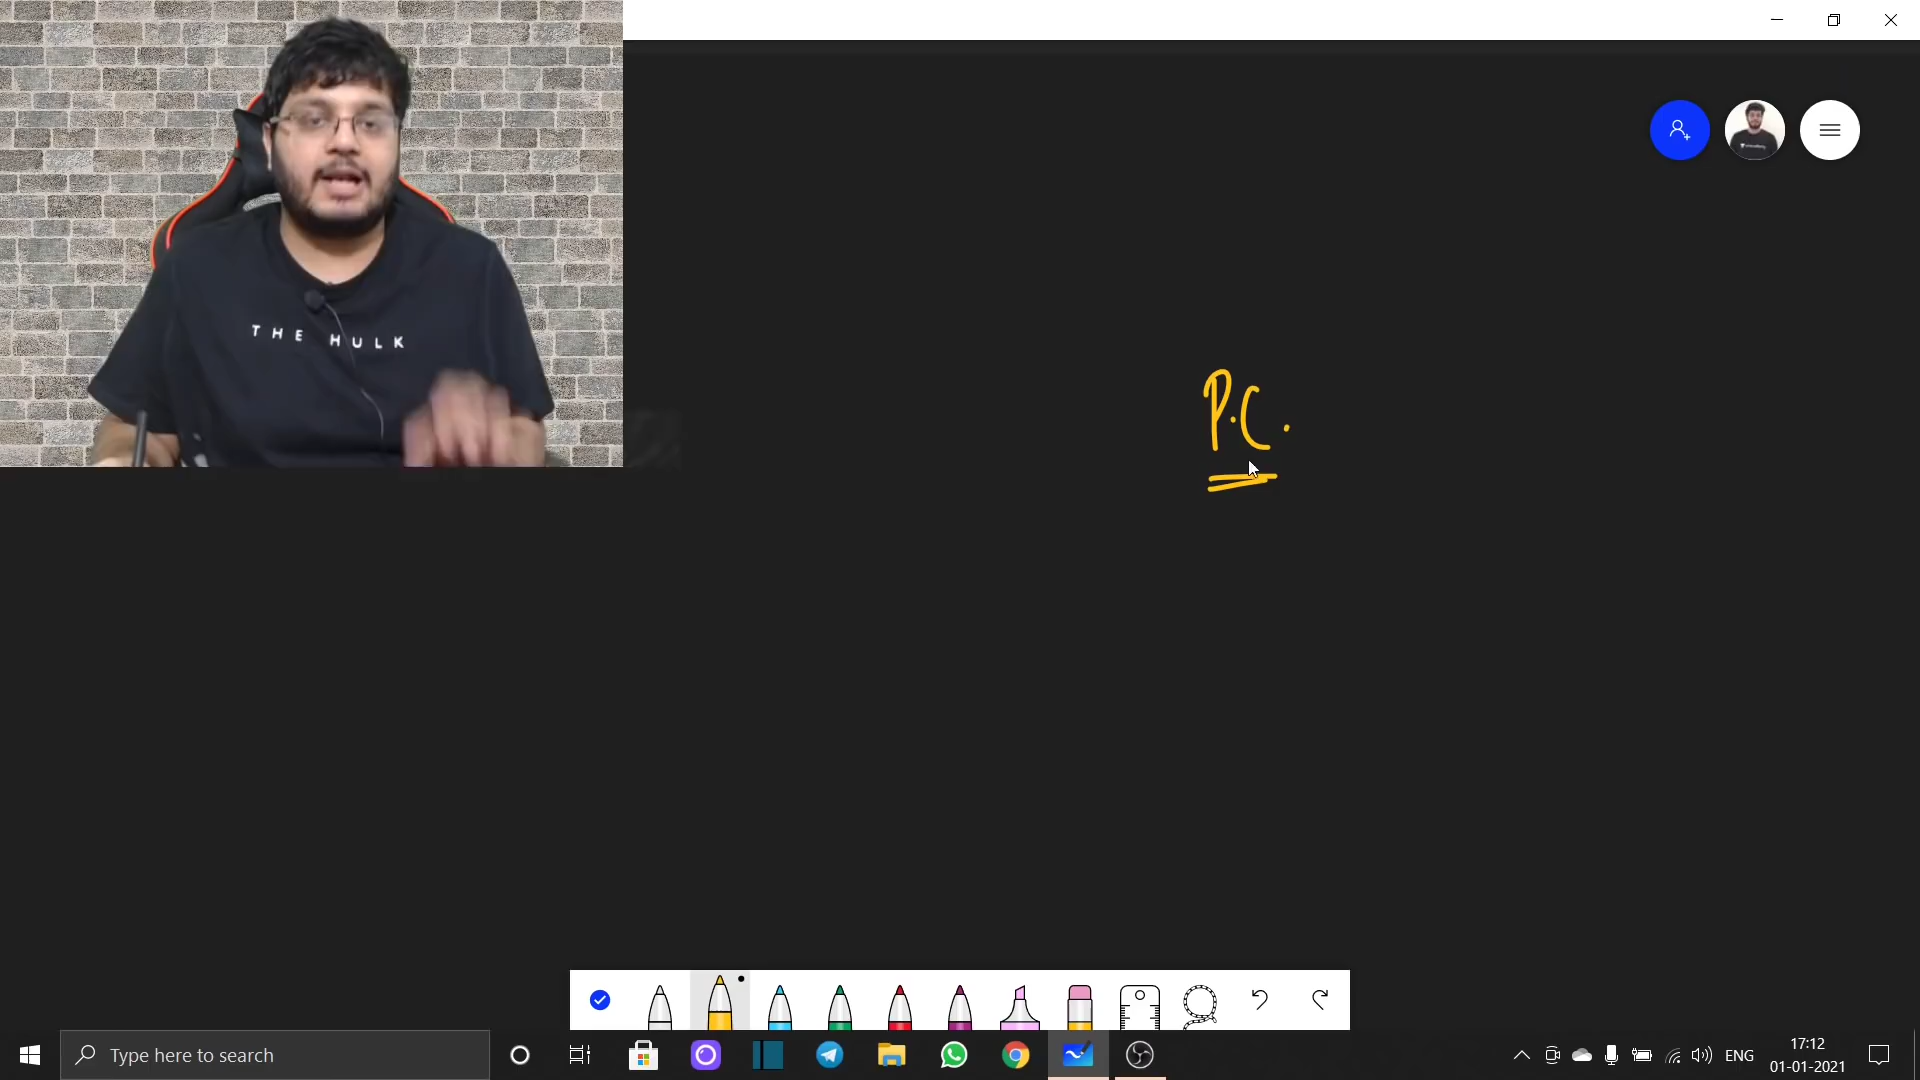 THE HULK
P.C.
Type here to search
ENG
17:12
01-01-2021